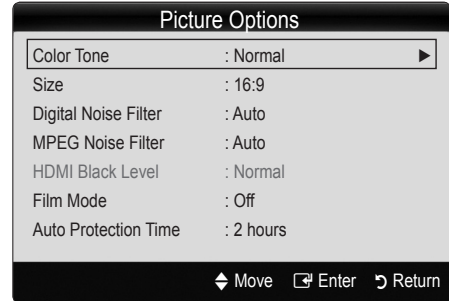 Picture Options
Color Tone : Normal ▶
Size : 16:9
Digital Noise Filter : Auto
MPEG Noise Filter : Auto
HDMI Black Level : Normal
Film Mode : Off
Auto Protection Time : 2 hours
Move Enter Return